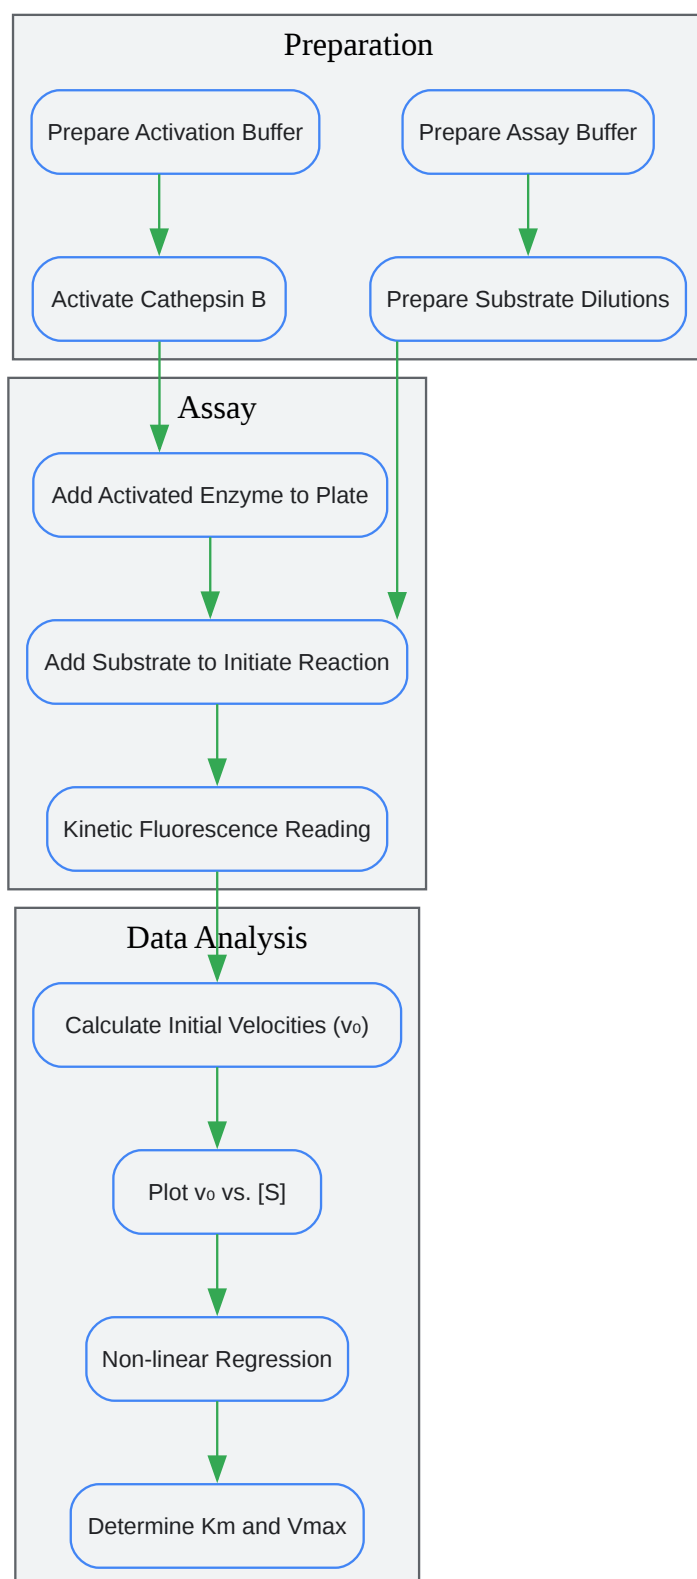 Preparation
Prepare Activation Buffer
Prepare Assay Buffer
Activate Cathepsin B
Prepare Substrate Dilutions
Assay
Add Activated Enzyme to Plate
Add Substrate to Initiate Reaction
Kinetic Fluorescence Reading
Data Analysis
Calculate Initial Velocities (v₀)
Plot v₀ vs. [S]
Non-linear Regression
Determine Km and Vmax